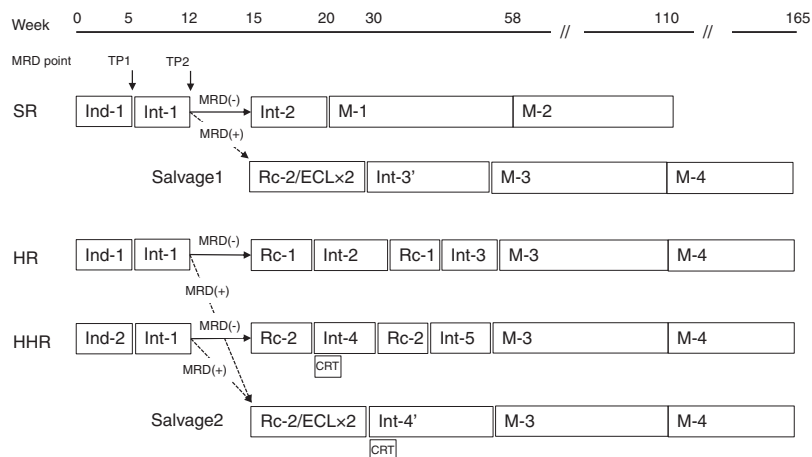 Week 0 5 12 15 20 30 58 110 165
// //
MRD point TP1 TP2
MRD(-)
SR Ind-1 Int-1 Int-2 M-1 M-2
MRD(+)
Salvage1 Rc-2/ECL×2 Int-3' M-3 M-4
MRD(-)
HR Ind-1 Int-1 Rc-1 Int-2 Rc-1 Int-3 M-3 M-4
MRD(+)
MRD(-)
HHR Ind-2 Int-1 Rc-2 Int-4 Rc-2 Int-5 M-3 M-4
MRD(+) CRT
Salvage2 Rc-2/ECL×2 Int-4' M-3 M-4
CRT